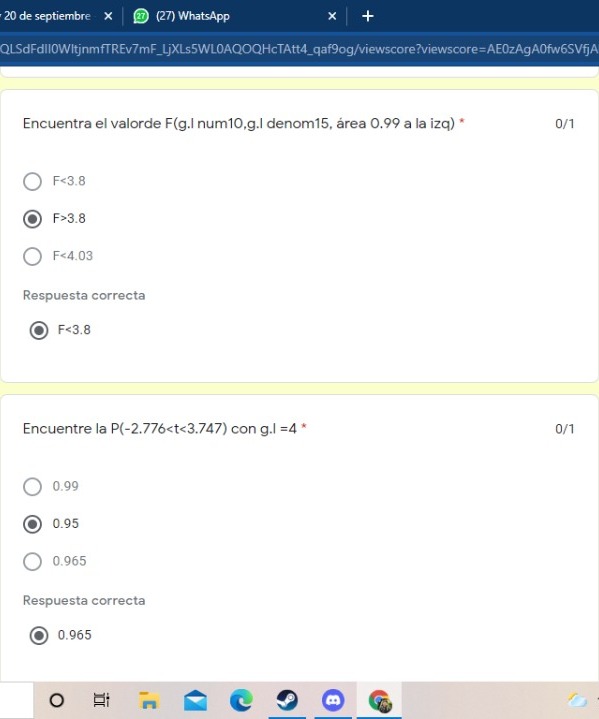 20 de septiembre × 27 (27) WhatsApp × +
QLSdFdIl0WltjnmfTREv7mF_LjXLs5WL0AQOQHcTAtt4_qaf9og/viewscore?viewscore=AE0zAgA0fw6SVfjA
Encuentra el valorde F(g.l num10,g.l denom15, área 0.99 a la izq) * 0/1
F<3.8
F>3.8
F<4.03
Respuesta correcta
F<3.8
Encuentre la P(-2.776<t<3.747) con g.l =4 * 0/1
0.99
0.95
0.965
Respuesta correcta
0.965